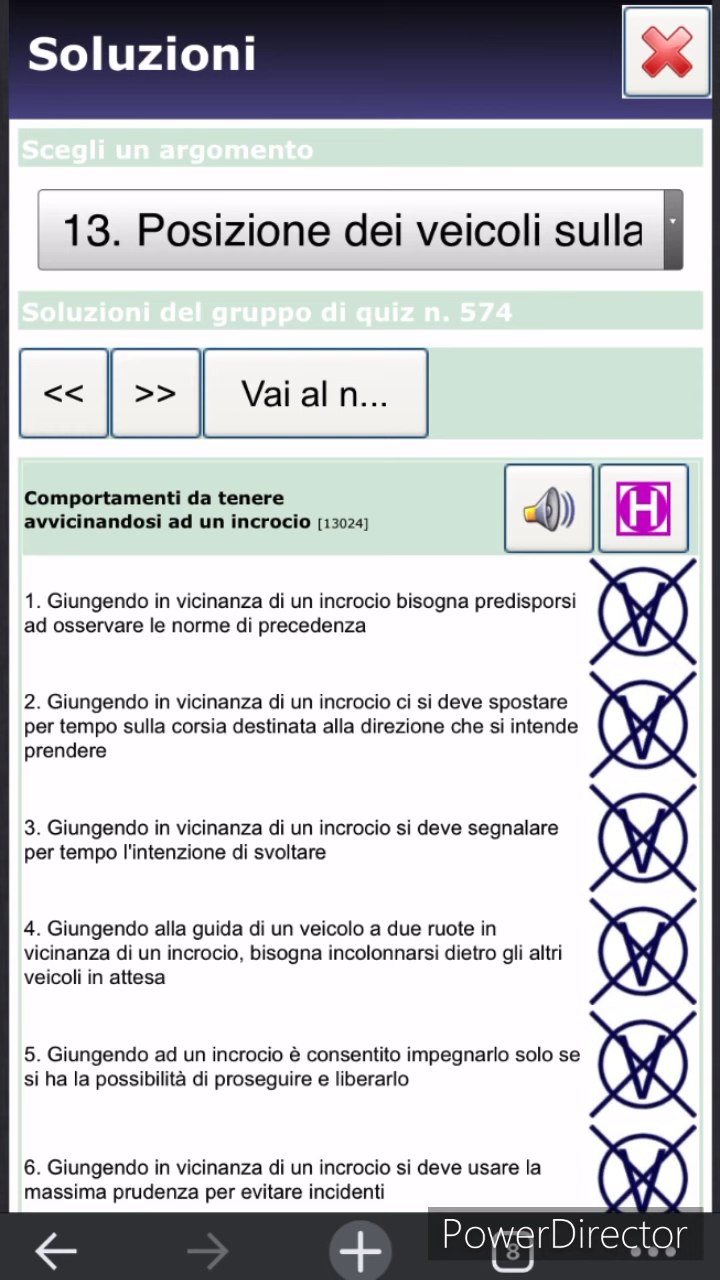 Soluzioni
Scegli un argomento
13. Posizione dei veicoli sulla
Soluzioni del gruppo di quiz n. 574
<< >> Vai al n...
Comportamenti da tenere
avvicinandosi ad un incrocio [13024]
H
1. Giungendo in vicinanza di un incrocio bisogna predisporsi
ad osservare le norme di precedenza
V
2. Giungendo in vicinanza di un incrocio ci si deve spostare
per tempo sulla corsia destinata alla direzione che si intende
prendere
V
3. Giungendo in vicinanza di un incrocio si deve segnalare
per tempo l'intenzione di svoltare
V
4. Giungendo alla guida di un veicolo a due ruote in
vicinanza di un incrocio, bisogna incolonnarsi dietro gli altri
veicoli in attesa
V
5. Giungendo ad un incrocio è consentito impegnarlo solo se
si ha la possibilità di proseguire e liberarlo
V
6. Giungendo in vicinanza di un incrocio si deve usare la
massima prudenza per evitare incidenti
V
PowerDirector
8